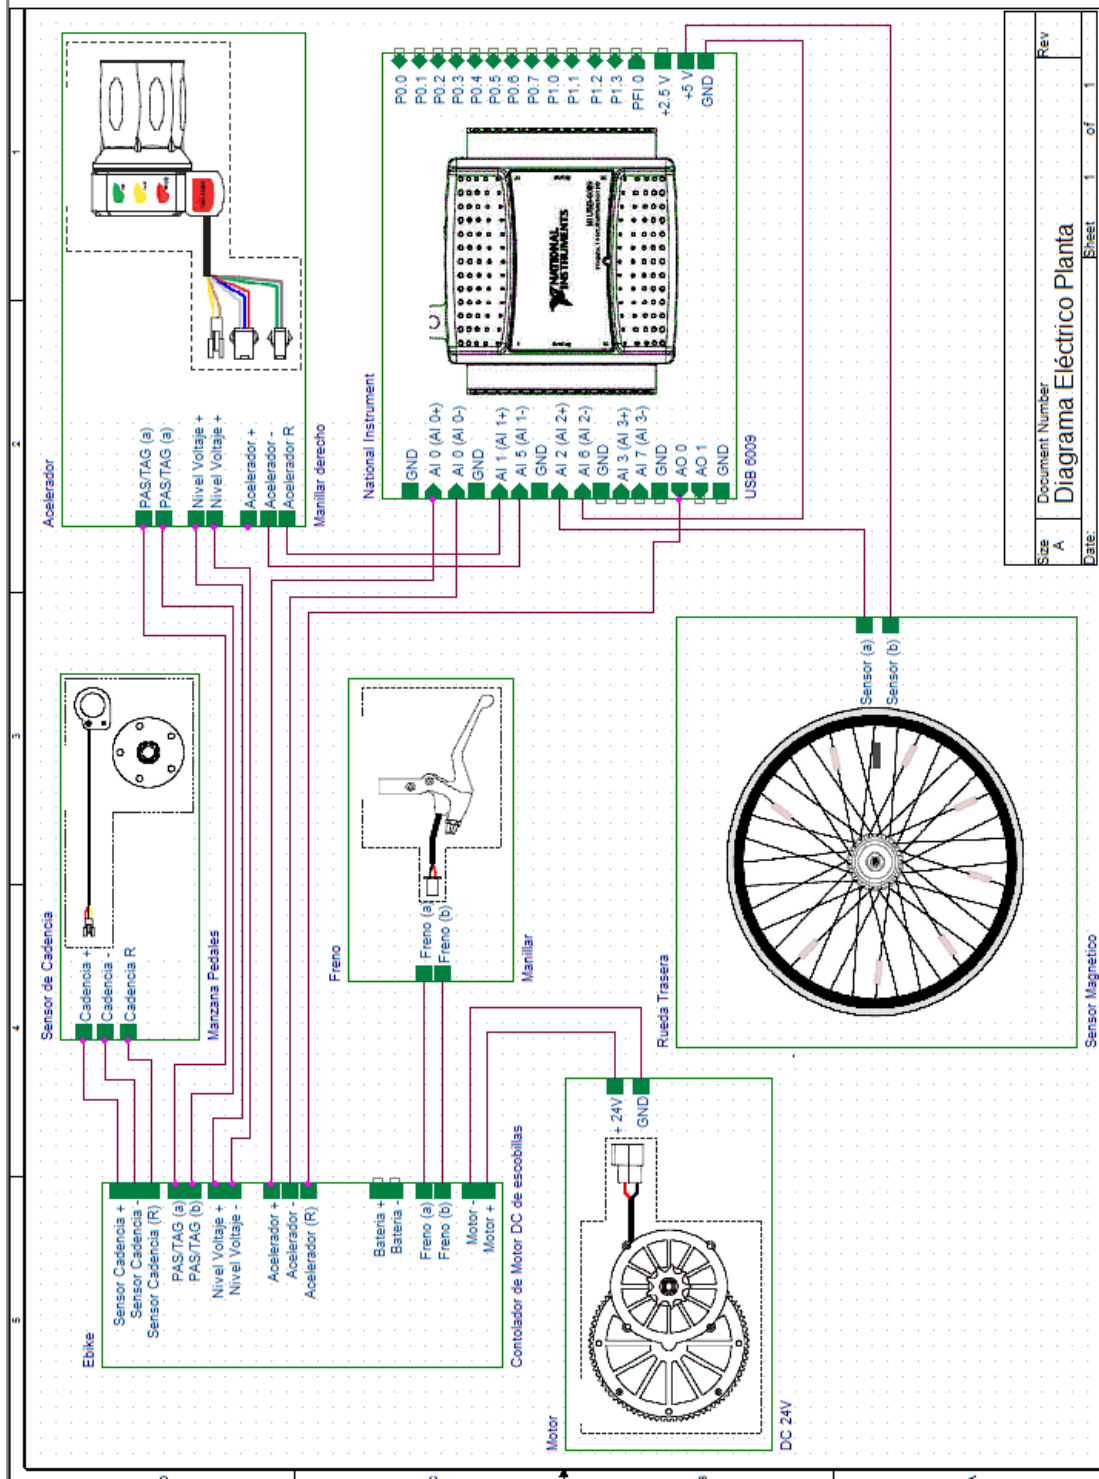 Acelerador
PAS/TAG (a)
PAS/TAG (a)
Nivel Voltaje +
Nivel Voltaje +
Acelerador +
Acelerador -
Acelerador R
Manillar derecho
National Instrument
P0.0
P0.1
P0.2
P0.3
P0.4
P0.5
P0.6
P0.7
P1.0
P1.1
P1.2
P1.3
PFI.0
+2.5 V
+5 V
GND
NATIONAL
INSTRUMENTS
GND
AI 0 (AI 0+)
AI 0 (AI 0-)
GND
AI 1 (AI 1+)
AI 5 (AI 1-)
GND
AI 2 (AI 2+)
AI 6 (AI 2-)
GND
AI 3 (AI 3+)
AI 7 (AI 3-)
GND
AO 0
AO 1
GND
USB 6009
Sensor de Cadencia
Cadencia +
Cadencia -
Cadencia R
Manzana Pedales
Freno
Freno (a)
Freno (b)
Manillar
Rueda Trasera
Sensor (a)
Sensor (b)
Sensor Magnetico
Ebike
Sensor Cadencia +
Sensor Cadencia -
Sensor Cadencia (R)
PAS/TAG (a)
PAS/TAG (b)
Nivel Voltaje +
Nivel Voltaje -
Acelerador +
Acelerador -
Acelerador (R)
Bateria +
Bateria -
Freno (a)
Freno (b)
Motor -
Motor +
Contolador de Motor DC de escobillas
Motor
+ 24V
GND
DC 24V
Size
A
Document Number
Diagrama Eléctrico Planta
Rev
Date:
Sheet 1 of 1
1
2
3
4
5